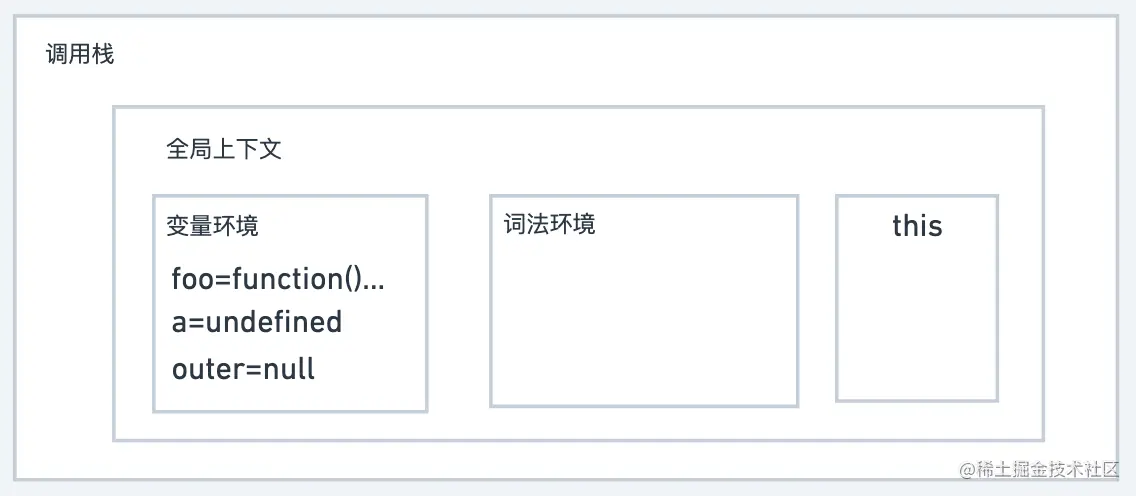 调用栈
全局上下文
变量环境
foo=function()...
a=undefined
outer=null
词法环境
this
@稀土掘金技术社区